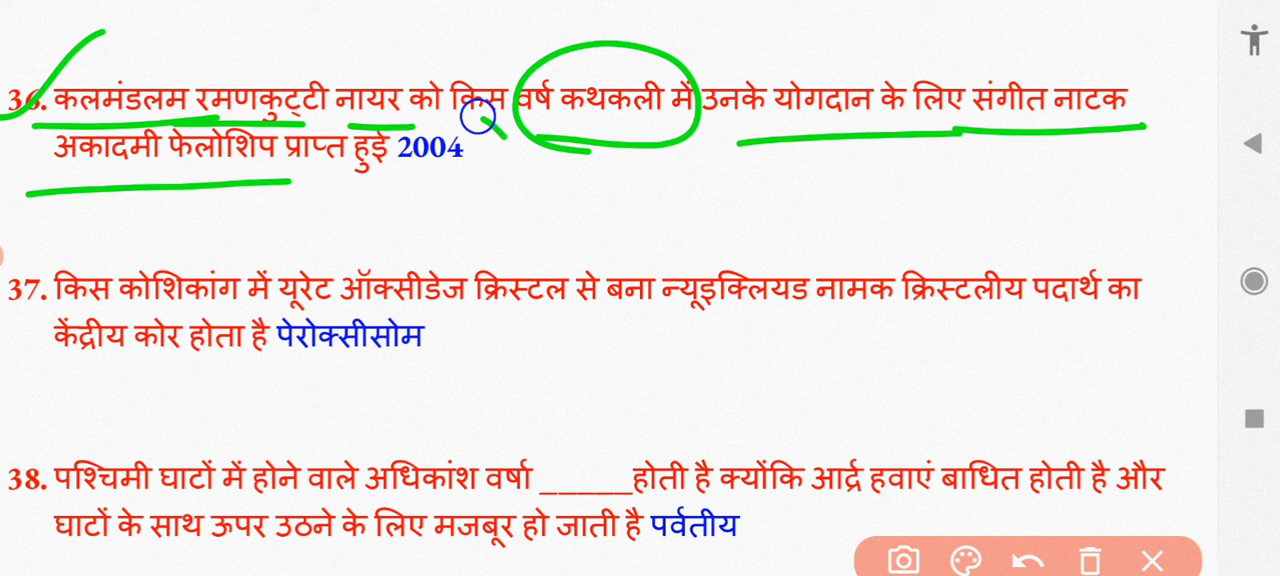 36. कलमंडलम रमणकुट्टी नायर को किस वर्ष कथकली में उनके योगदान के लिए संगीत नाटक
अकादमी फेलोशिप प्राप्त हुई 2004
37. किस कोशिकांग में यूरेट ऑक्सीडेज क्रिस्टल से बना न्यूइक्लियड नामक क्रिस्टलीय पदार्थ का
केंद्रीय कोर होता है पेरोक्सीसोम
38. पश्चिमी घाटों में होने वाले अधिकांश वर्षा _____होती है क्योंकि आर्द्र हवाएं बाधित होती है और
घाटों के साथ ऊपर उठने के लिए मजबूर हो जाती है पर्वतीय